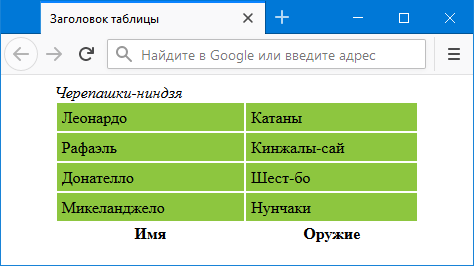 Заголовок таблицы
Найдите в Google или введите адрес
Черепашки-ниндзя
Леонардо Катаны
Рафаэль Кинжалы-сай
Донателло Шест-бо
Микеланджело Нунчаки
Имя Оружие